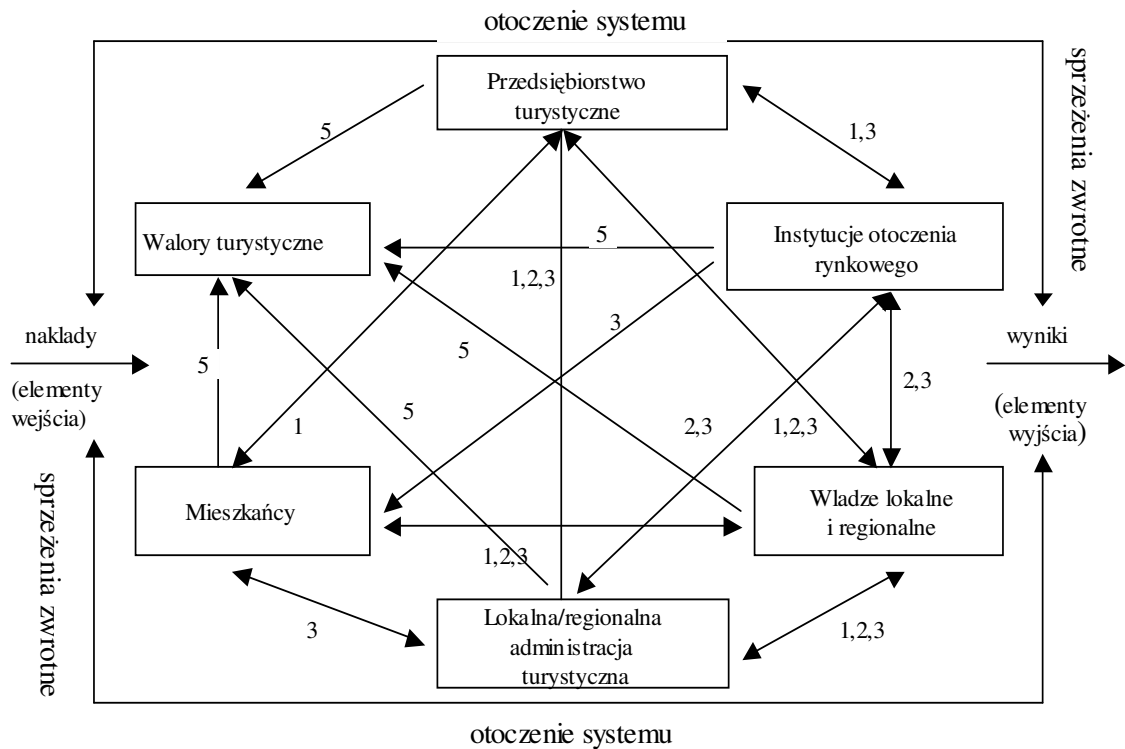 otoczenie systemu
Przedsiębiorstwo
turystyczne
sprzężenia zwrotne
5
1,3
Walory turystyczne
5
Instytucje otoczenia
rynkowego
1,2,3
3
naklady
5
5
wyniki
2,3
(elementy
wejścia)
5
1
2,3
1,2,3
(elementy
wyjścia)
sprzężenia zwrotne
Mieszkańcy
Wladze lokalne
i regionalne
1,2,3
3
Lokalna/regionalna
administracja
turystyczna
1,2,3
otoczenie systemu